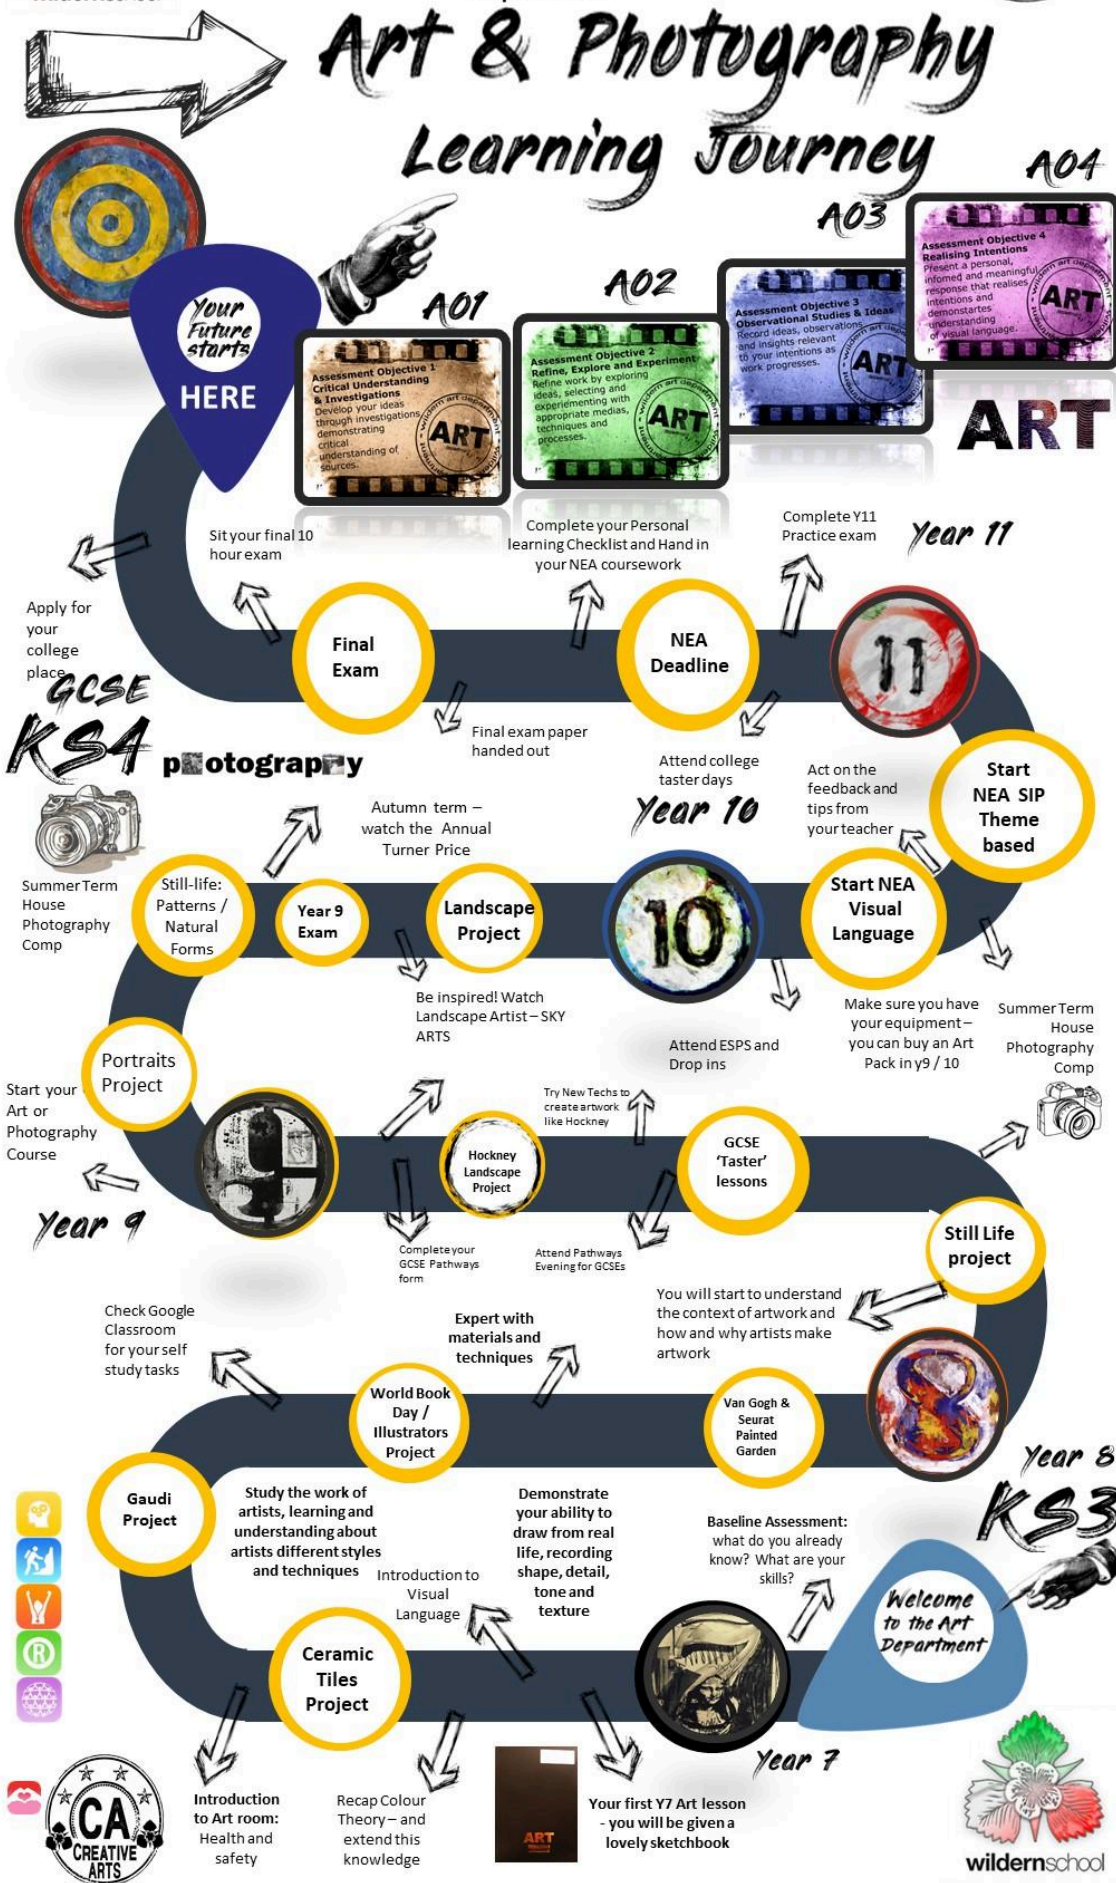 Art & Photography
Learning Journey
A04
A03
A02
A01
Assessment Objective 4
Realising Intentions
Present a personal,
infomed and meaningful
response that realises
intentions and
demonstartes
understanding
of visual language.
ART
Assessment Objective 3
Observational Studies & Ideas
Record ideas, observations
and insights relevant
to your intentions as
work progresses.
ART
Assessment Objective 2
Refine, Explore and Experiment
Refine work by exploring
ideas, selecting and
experiementing with
appropriate medias,
techniques and
processes.
ART
Assessment Objective 1
Critical Understanding
& Investigations
Develop your ideas
through investigations
demonstrating
critical
understanding of
sources.
ART
ART
Your
Future
starts
HERE
Sit your final 10
hour exam
Complete your Personal
learning Checklist and Hand in
your NEA coursework
Complete Y11
Practice exam
Year 11
Apply for
your
college
place
Final
Exam
NEA
Deadline
11
GCSE
KS4
photography
Final exam paper
handed out
Attend college
taster days
Act on the
feedback and
tips from
your teacher
Start
NEA SIP
Theme
based
Autumn term –
watch the Annual
Turner Price
Year 10
Summer Term
House
Photography
Comp
Still-life:
Patterns /
Natural
Forms
Year 9
Exam
Landscape
Project
10
Start NEA
Visual
Language
Be inspired! Watch
Landscape Artist – SKY
ARTS
Attend ESPS and
Drop ins
Make sure you have
your equipment –
you can buy an Art
Pack in y9 / 10
Summer Term
House
Photography
Comp
Portraits
Project
Start your
Art or
Photography
Course
Try New Techs to
create artwork
like Hockney
9
Hockney
Landscape
Project
GCSE
‘Taster’
lessons
Year 9
Complete your
GCSE Pathways
form
Attend Pathways
Evening for GCSEs
Still Life
project
Check Google
Classroom
for your self
study tasks
Expert with
materials and
techniques
You will start to understand
the context of artwork and
how and why artists make
artwork
World Book
Day /
Illustrators
Project
Van Gogh &
Seurat
Painted
Garden
8
Year 8
KS3
Gaudi
Project
Study the work of
artists, learning and
understanding about
artists different styles
and techniques
Demonstrate
your ability to
draw from real
life, recording
shape, detail,
tone and
texture
Baseline Assessment:
what do you already
know? What are your
skills?
Introduction to
Visual
Language
Welcome
to the Art
Department
Ceramic
Tiles
Project
Year 7
Introduction
to Art room:
Health and
safety
Recap Colour
Theory – and
extend this
knowledge
ART
Your first Y7 Art lesson
- you will be given a
lovely sketchbook
CA
CREATIVE
ARTS
R
wildernschool